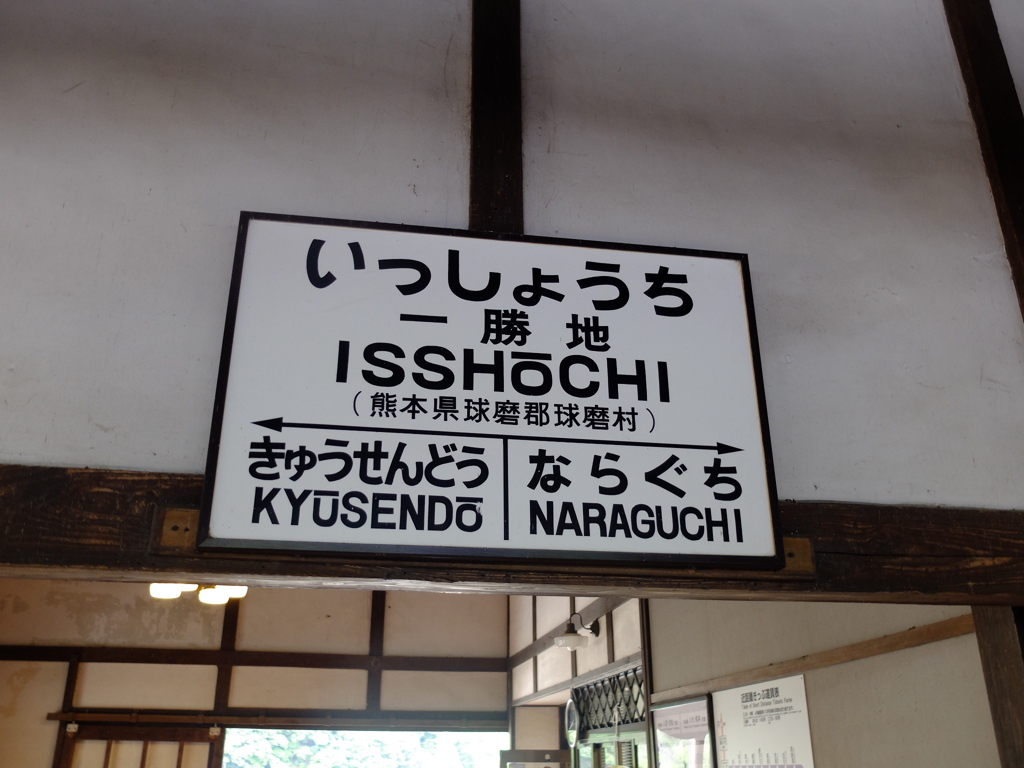 いっしょうち
一勝地
ISSHŌCHI
(熊本県球磨郡球磨村)
きゅうせんどう
KYŪSENDŌ
ならぐち
NARAGUCHI